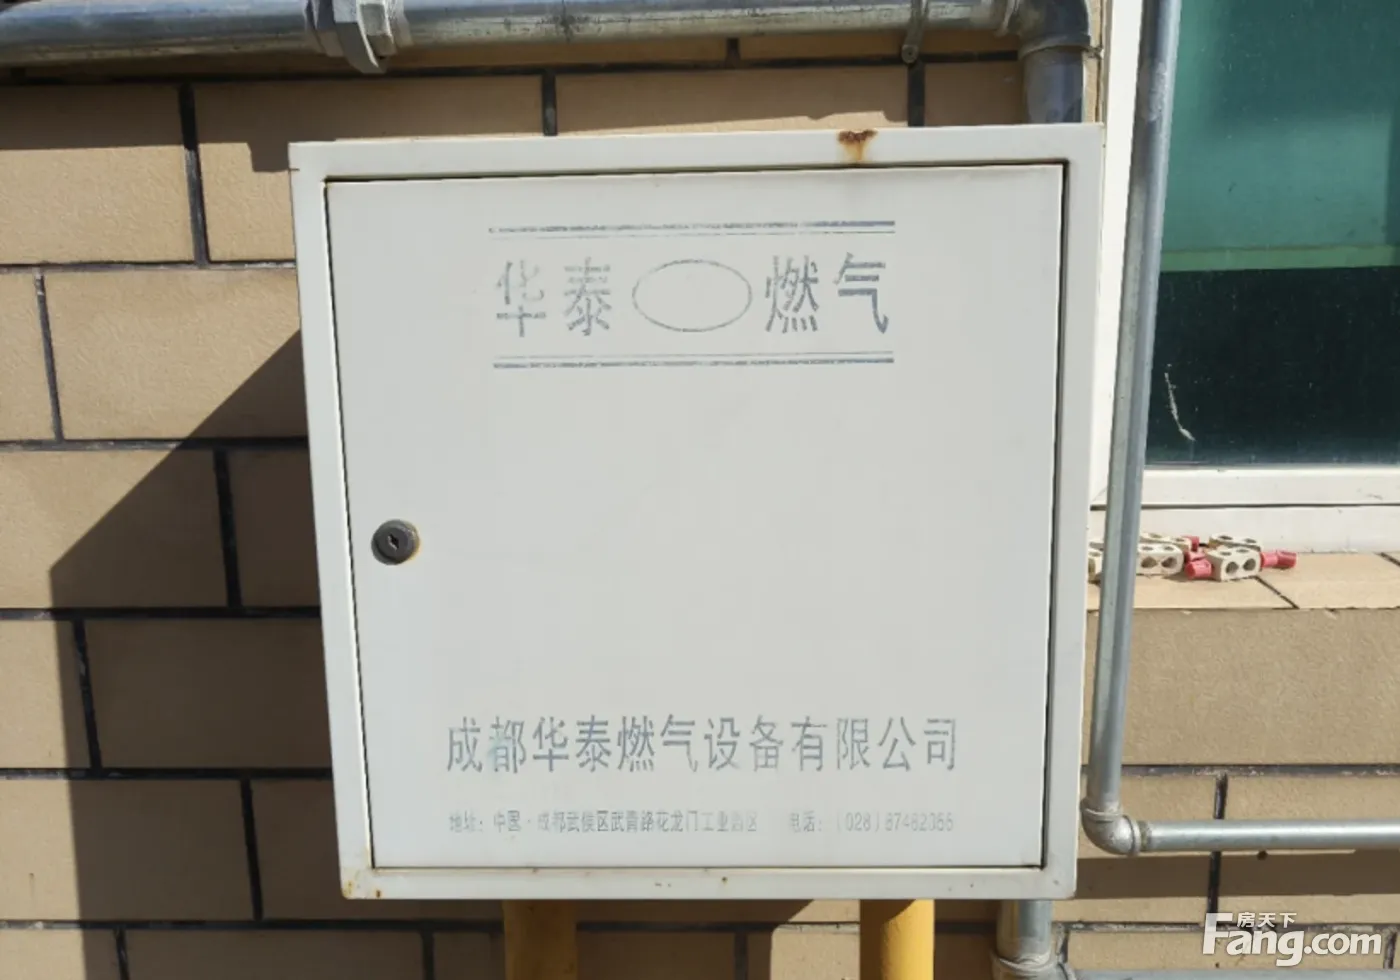 华泰 燃气
成都华泰燃气设备有限公司
地址：中国·成都武侯区武青路花龙门工业园区 电话：(028)87482355
房天下
Fang.com